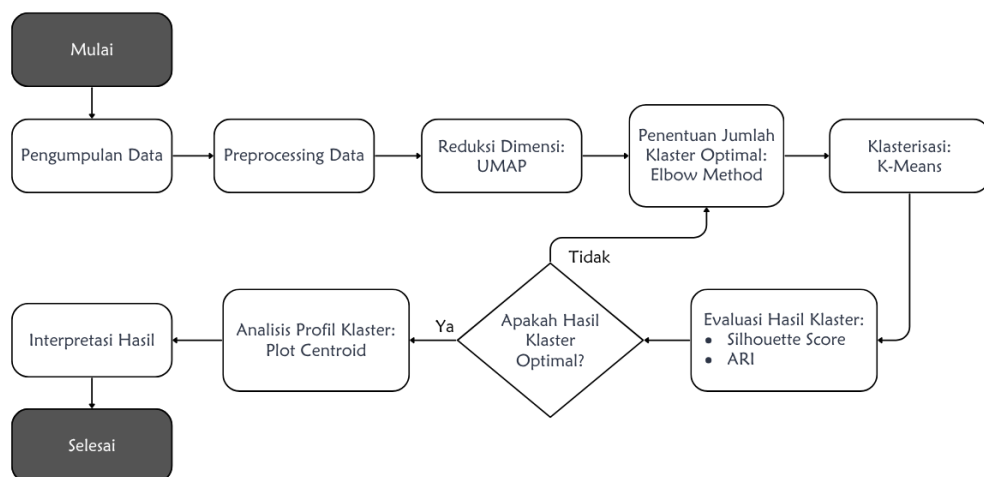 Mulai
Pengumpulan Data
Preprocessing Data
Reduksi Dimensi:
UMAP
Penentuan Jumlah
Klaster Optimal:
Elbow Method
Klasterisasi:
K-Means
Tidak
Evaluasi Hasil Klaster:
• Silhouette Score
• ARI
Apakah Hasil
Klaster
Optimal?
Ya
Analisis Profil Klaster:
Plot Centroid
Interpretasi Hasil
Selesai